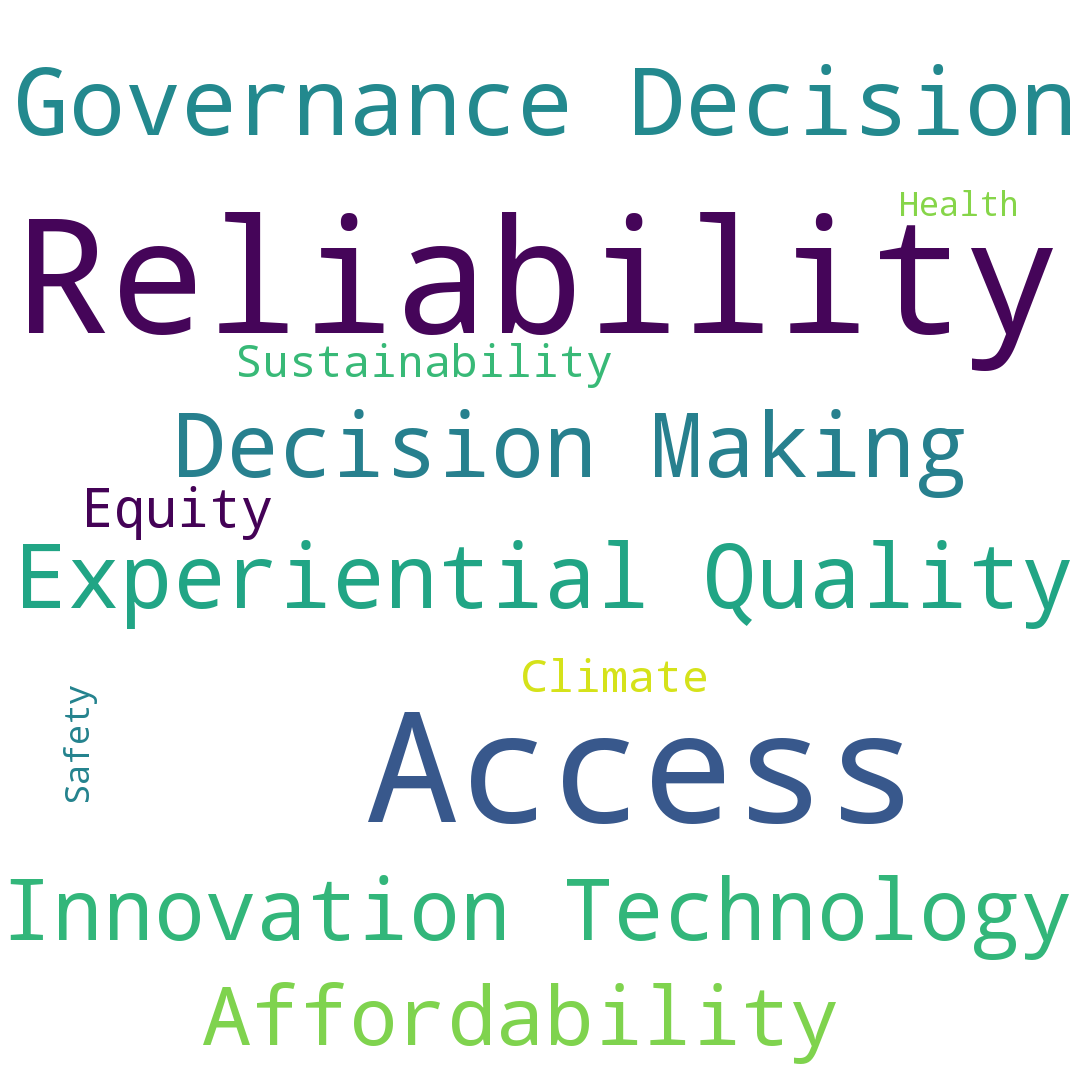 Governance Decision
Health
Reliability
Sustainability
Decision Making
Equity
Experiential Quality
Climate
Safety
Access
Innovation Technology
Affordability